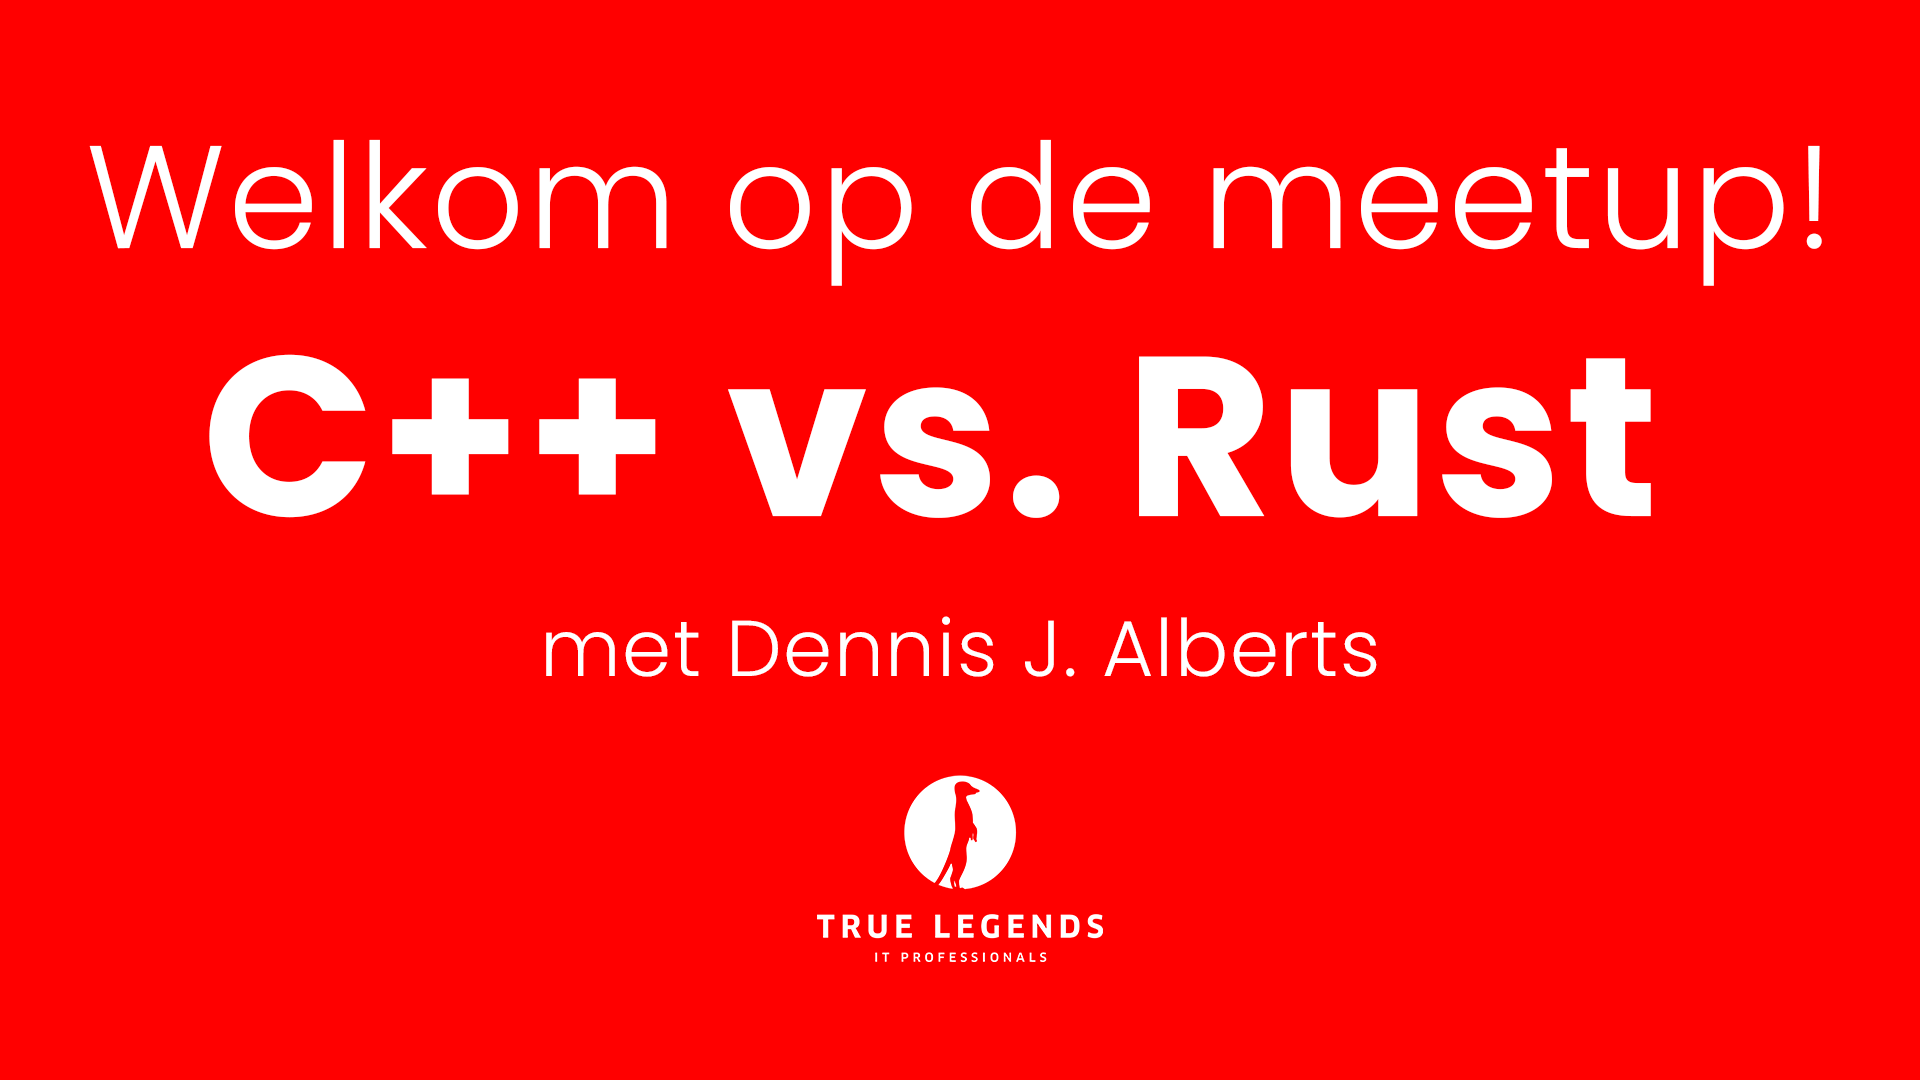 Welkom op de meetup!
C++ vs. Rust
met Dennis J. Alberts
TRUE LEGENDS
IT PROFESSIONALS